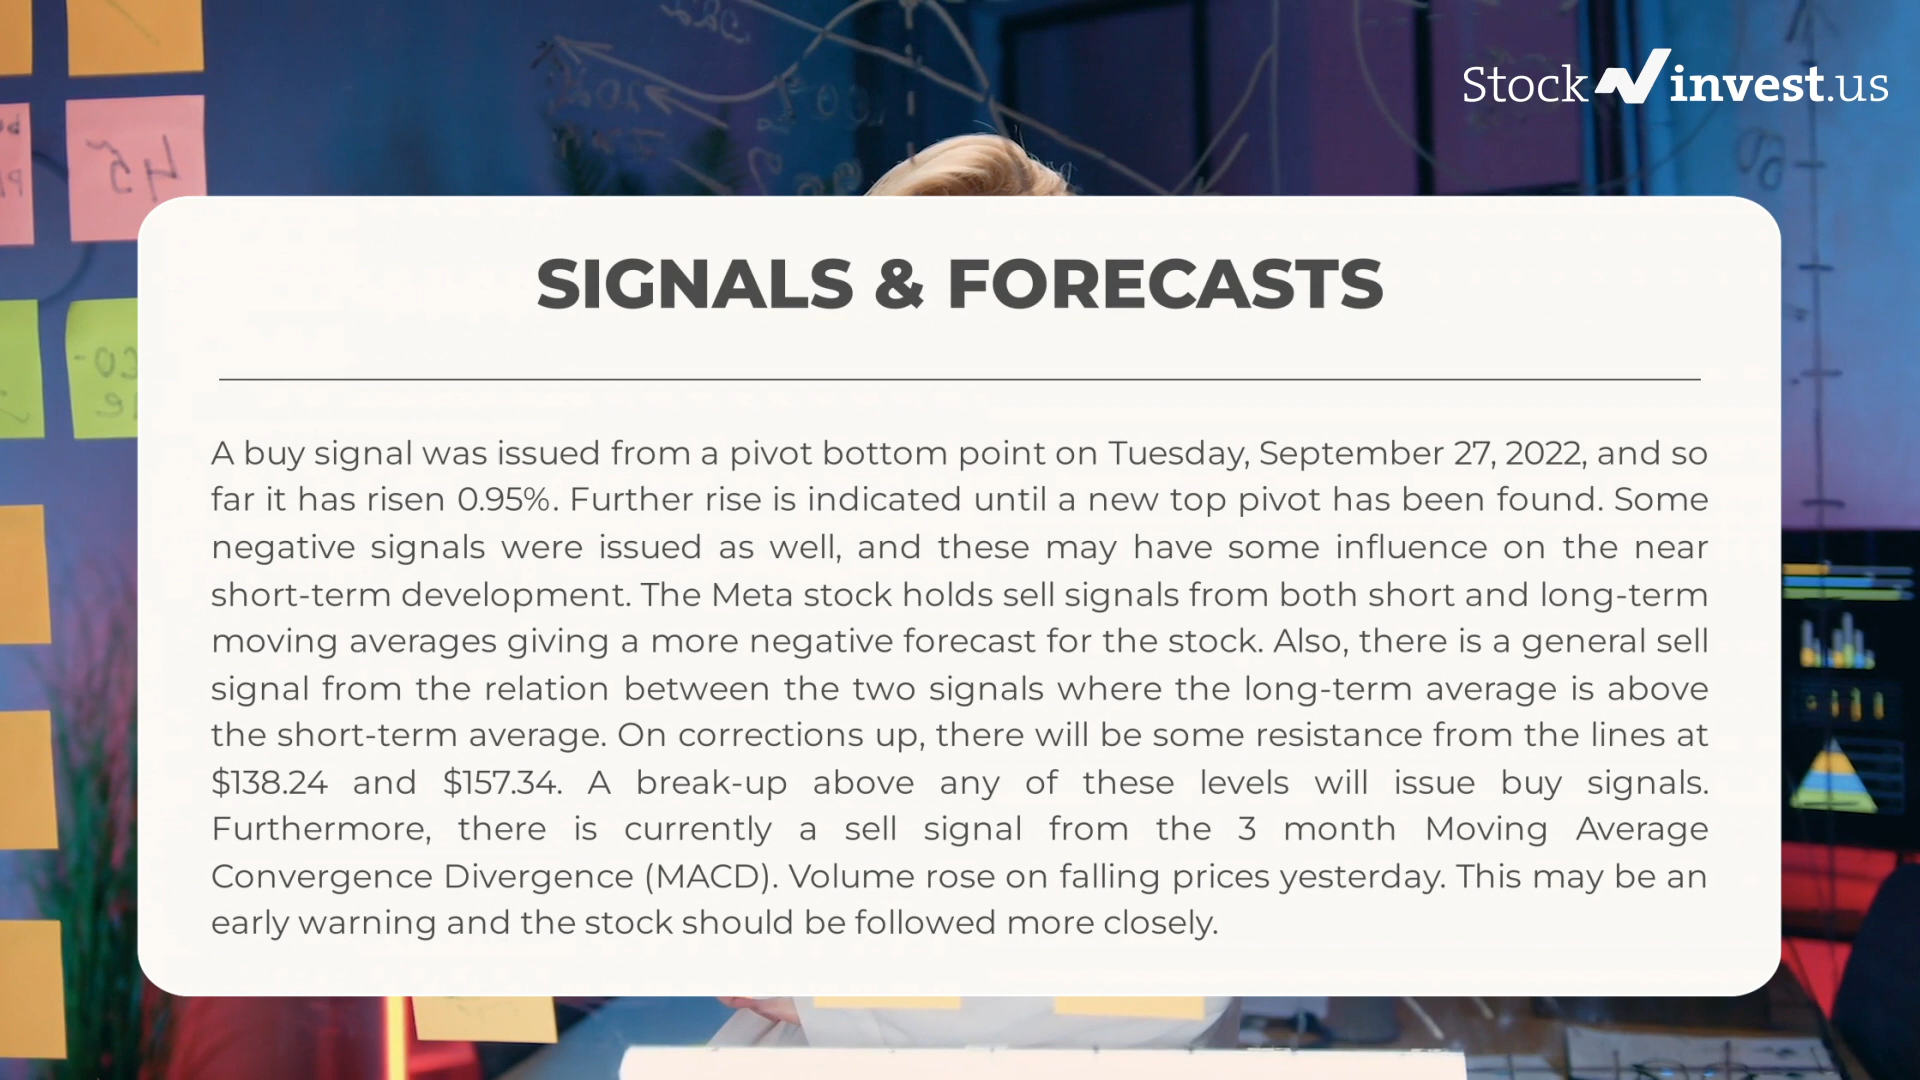 Stock invest.us
45
SIGNALS & FORECASTS
A buy signal was issued from a pivot bottom point on Tuesday, September 27, 2022, and so
far it has risen 0.95%. Further rise is indicated until a new top pivot has been found. Some
negative signals were issued as well, and these may have some influence on the near
short-term development. The Meta stock holds sell signals from both short and long-term
moving averages giving a more negative forecast for the stock. Also, there is a general sell
signal from the relation between the two signals where the long-term average is above
the short-term average. On corrections up, there will be some resistance from the lines at
$138.24 and $157.34. A break-up above any of these levels will issue buy signals.
Furthermore, there is currently a sell signal from the 3 month Moving Average
Convergence Divergence (MACD). Volume rose on falling prices yesterday. This may be an
early warning and the stock should be followed more closely.